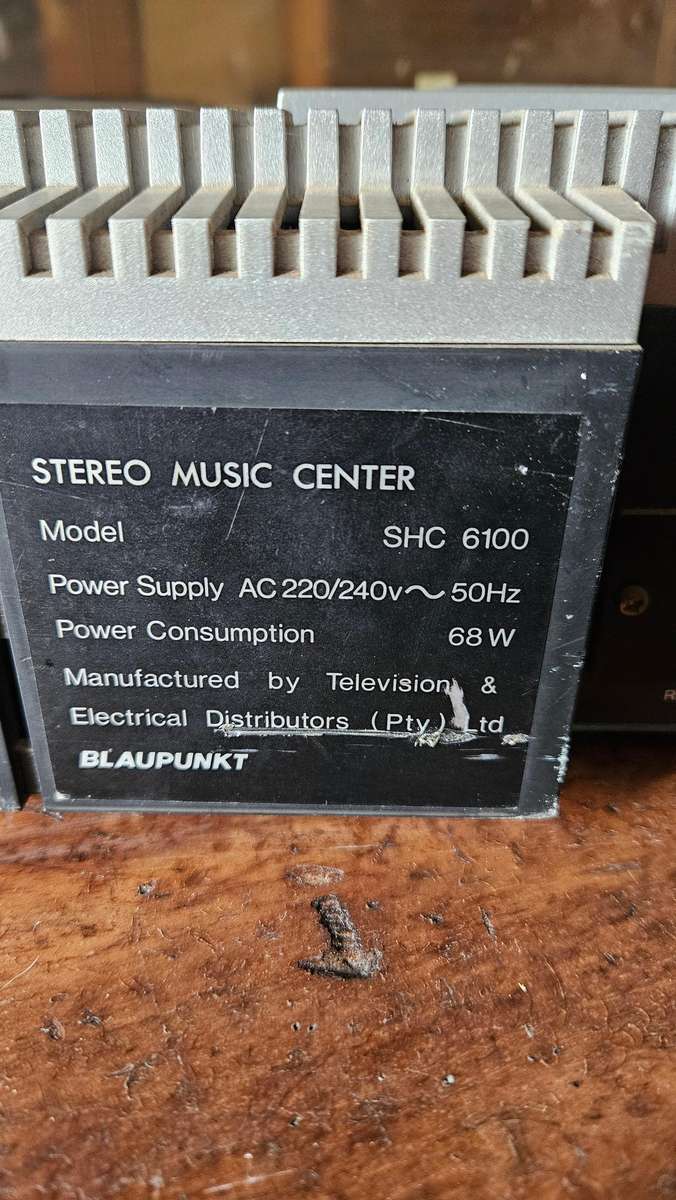 STEREO MUSIC CENTER
Model SHC 6100
Power Supply AC 220/240v~50Hz
Power Consumption 68 W
Manufactured by Television &
Electrical Distributors (Pty) Ltd
BLAUPUNKT
R